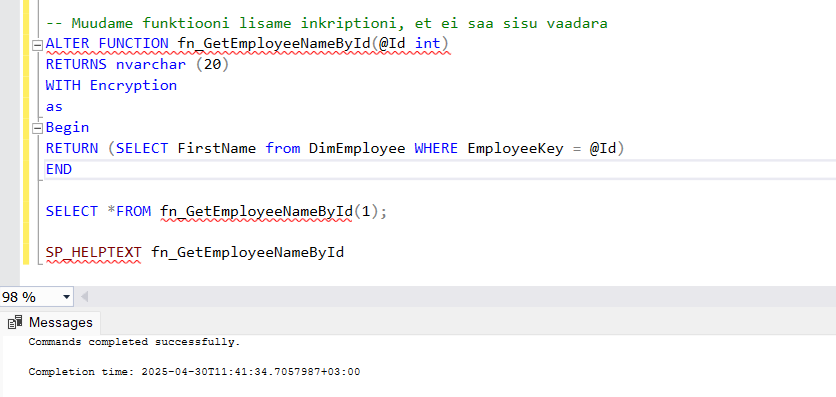 -- Muudame funktiooni lisame inkriptioni, et ei saa sisu vaadara
ALTER FUNCTION fn_GetEmployeeNameById(@Id int)
RETURNS nvarchar (20)
WITH Encryption
as
Begin
RETURN (SELECT FirstName from DimEmployee WHERE EmployeeKey = @Id)
END
SELECT *FROM fn_GetEmployeeNameById(1);
SP_HELPTEXT fn_GetEmployeeNameById
98 %
Messages
Commands completed successfully.
Completion time: 2025-04-30T11:41:34.7057987+03:00